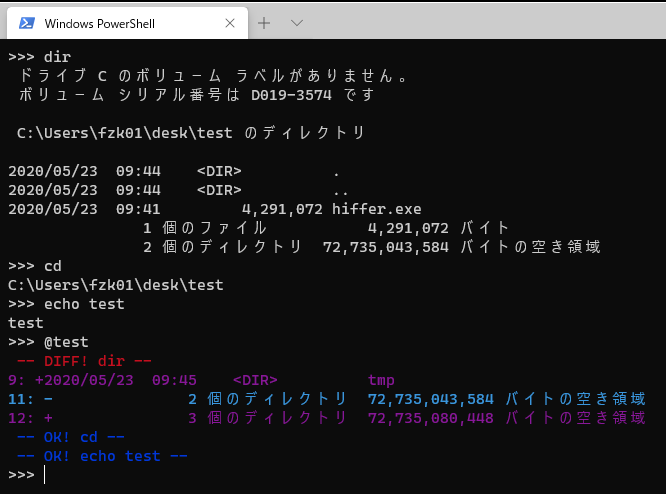 Windows PowerShell
>>> dir
 ドライブ C のボリューム ラベルがありません。
 ボリューム シリアル番号は D019-3574 です

 C:\Users\fzk01\desk\test のディレクトリ

2020/05/23  09:44    <DIR>          .
2020/05/23  09:44    <DIR>          ..
2020/05/23  09:41         4,291,072 hiffer.exe
               1 個のファイル           4,291,072 バイト
               2 個のディレクトリ  72,735,043,584 バイトの空き領域
>>> cd
C:\Users\fzk01\desk\test
>>> echo test
test
>>> @test
 -- DIFF! dir --
9: +2020/05/23  09:45    <DIR>          tmp
11: -               2 個のディレクトリ  72,735,043,584 バイトの空き領域
12: +               3 個のディレクトリ  72,735,080,448 バイトの空き領域
 -- OK! cd --
 -- OK! echo test --
>>>